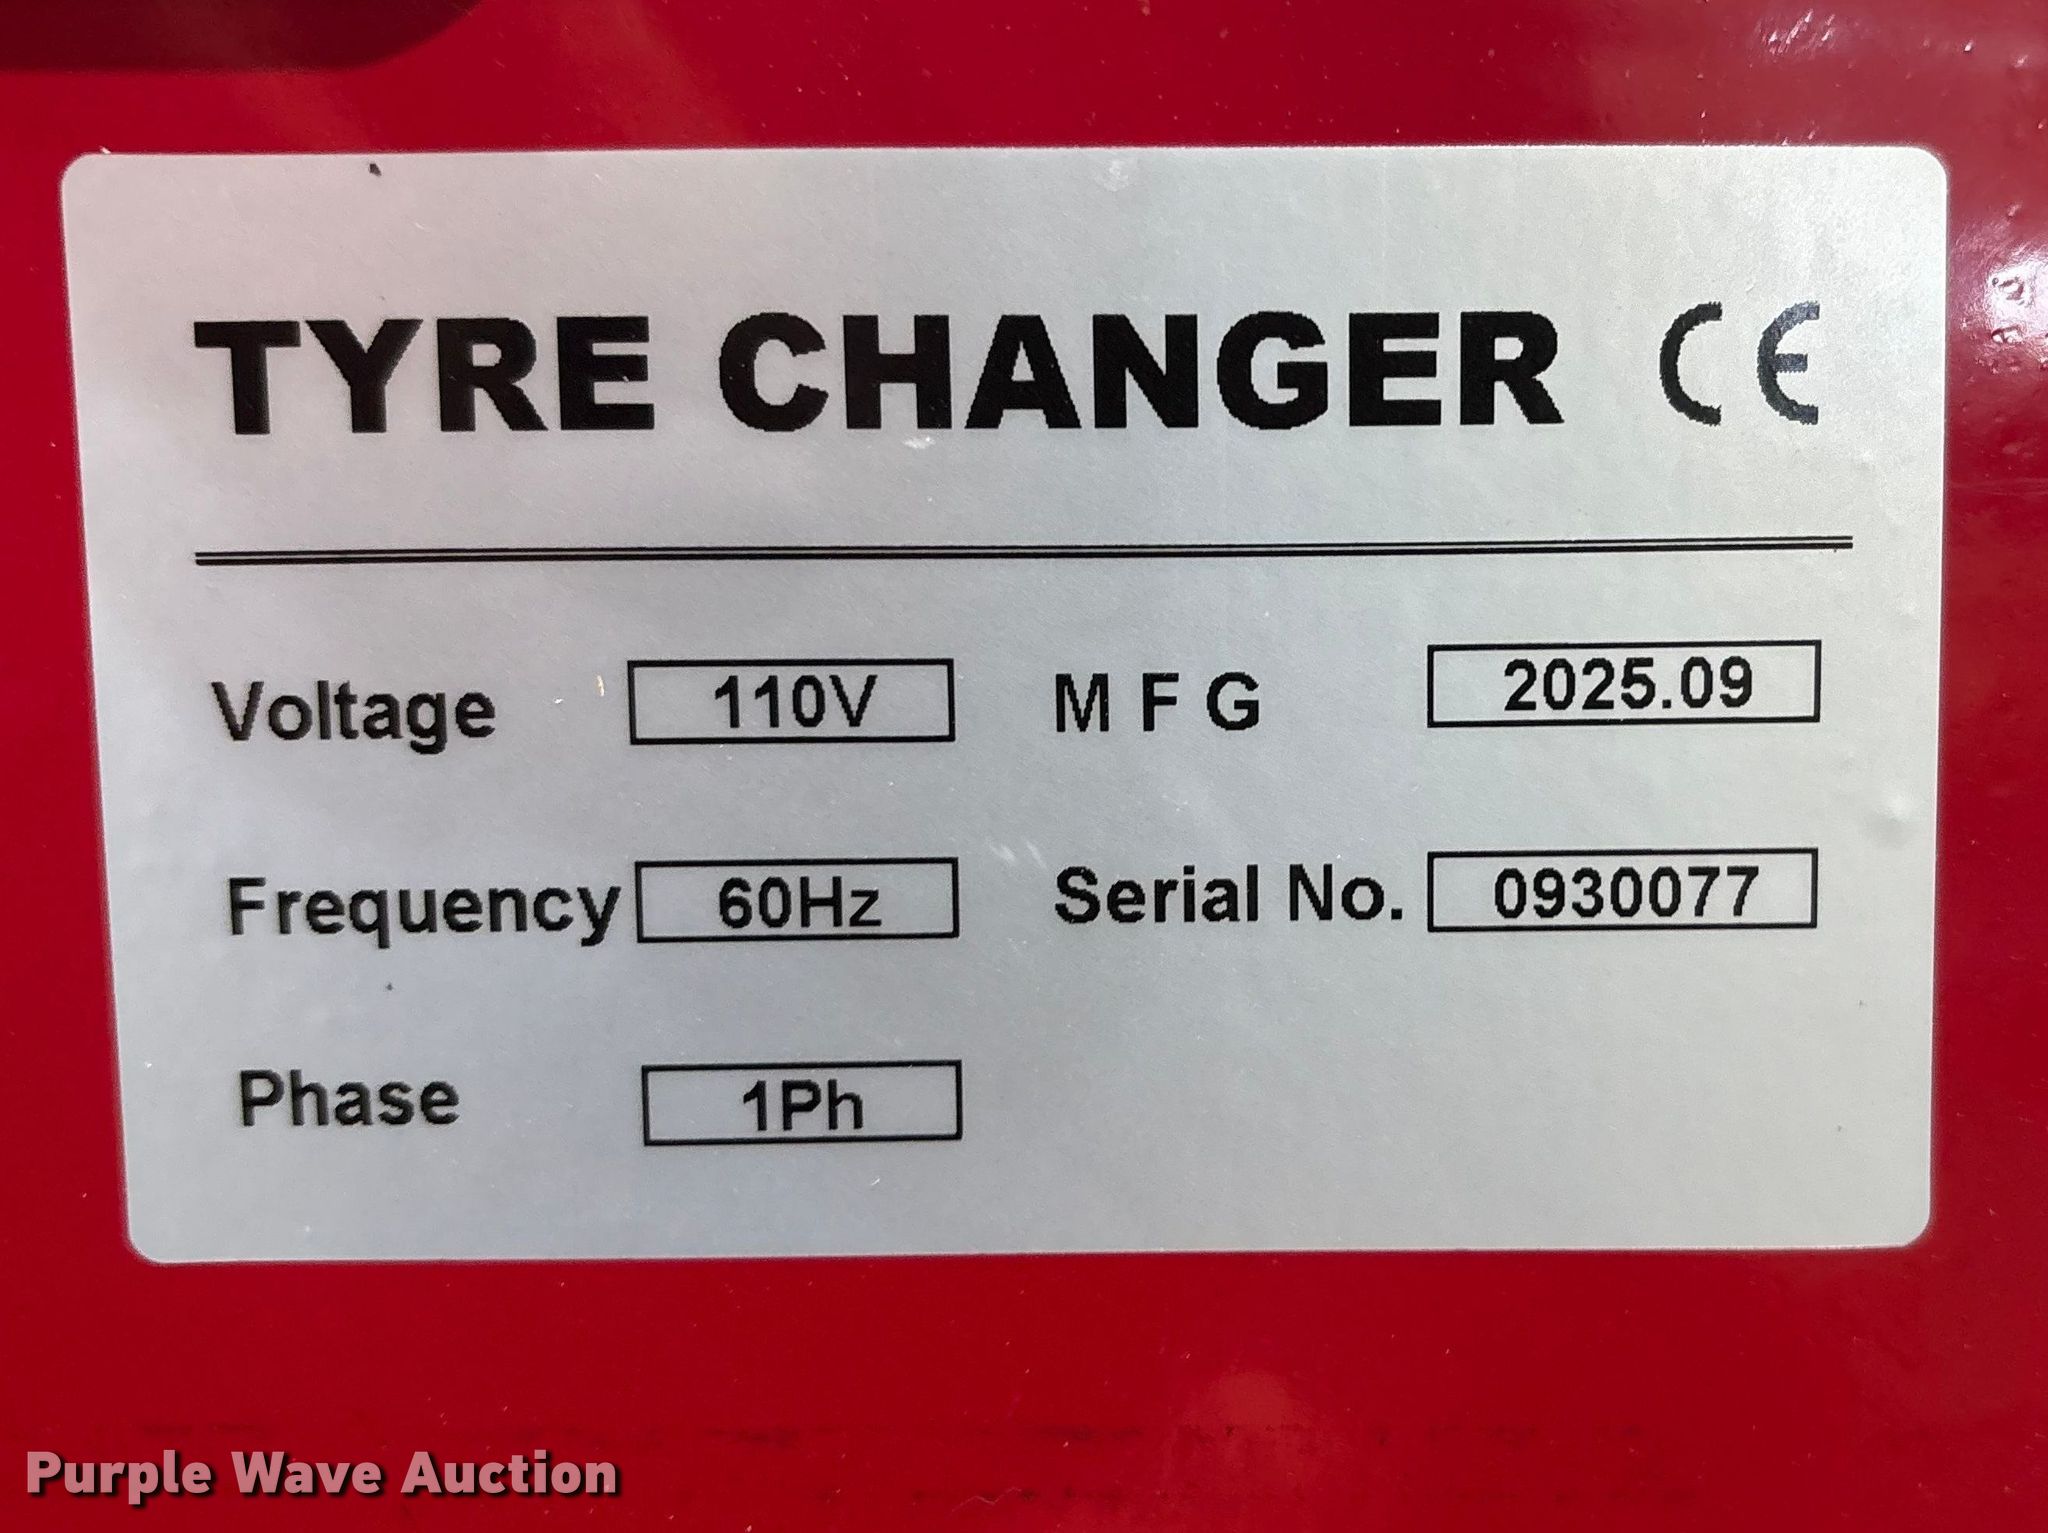 TYRE CHANGER CE
Voltage 110V MFG 2025.09
Frequency 60Hz Serial No. 0930077
Phase 1Ph
Purple Wave Auction